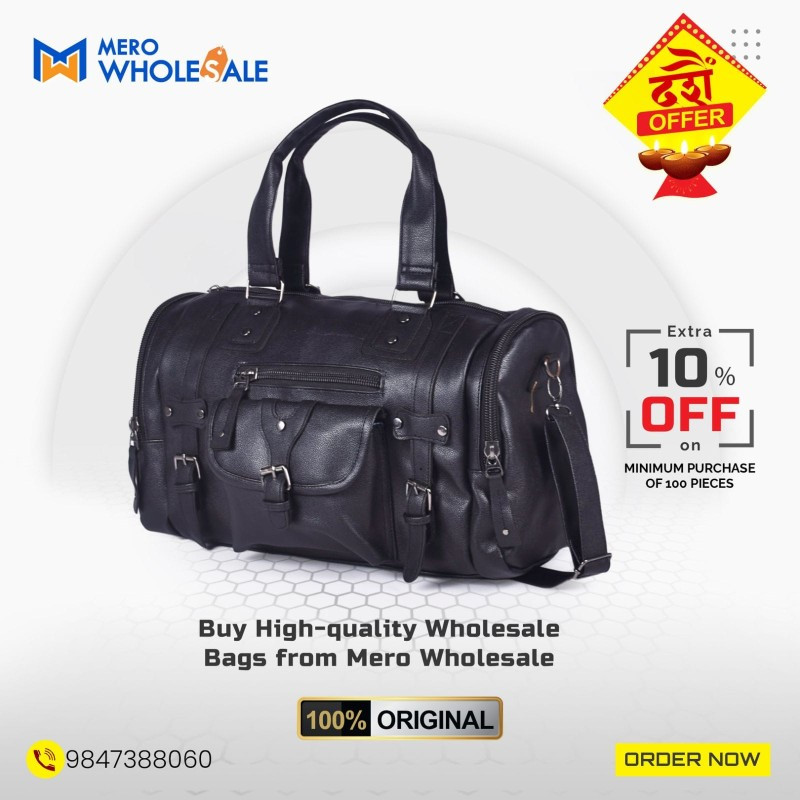 MERO
WHOLESALE
दशैं
OFFER
Extra
10%
OFF
on
MINIMUM PURCHASE
OF 100 PIECES
Buy High-quality Wholesale
Bags from Mero Wholesale
100% ORIGINAL
9847388060
ORDER NOW